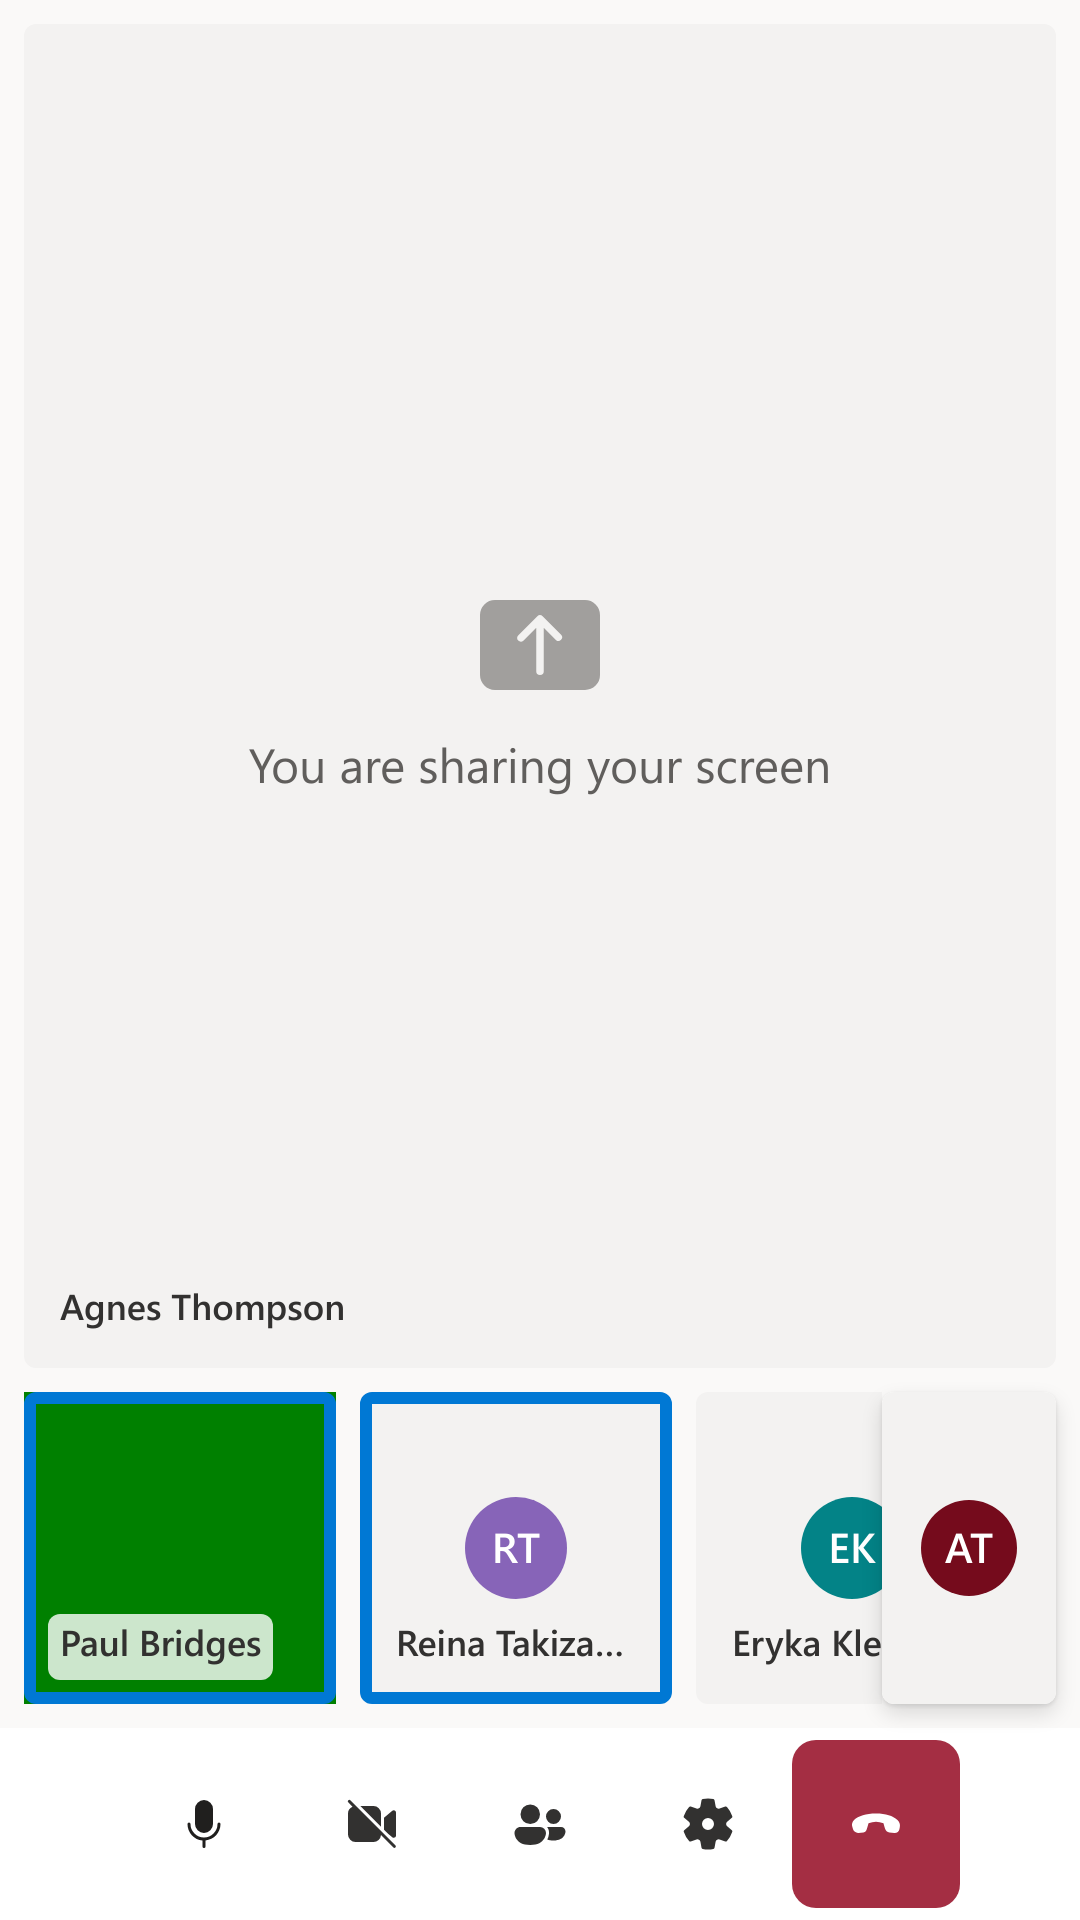 You are sharing your screen
Agnes Thompson
Paul Bridges
RT
Reina Takiza...
EK
Eryka Kle
AT